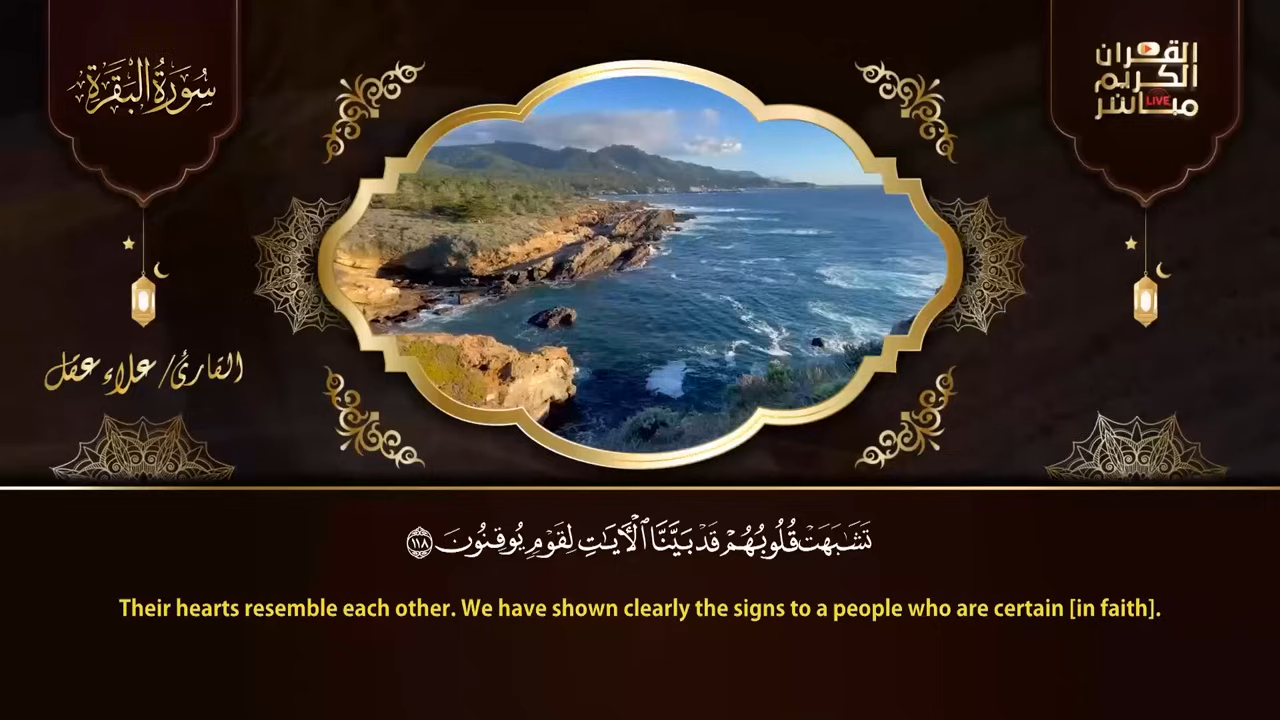 سُورَةُ البَقَرَةِ
القرآن
الكريم
مباشر
LIVE
القارئ/ علاء عقل
تَشَـٰبَهَتْ قُلُوبُهُمْ قَدْ بَيَّنَّا ٱلْـَٔايَـٰتِ لِقَوْمٍ يُوقِنُونَ ١١٨
Their hearts resemble each other. We have shown clearly the signs to a people who are certain [in faith].